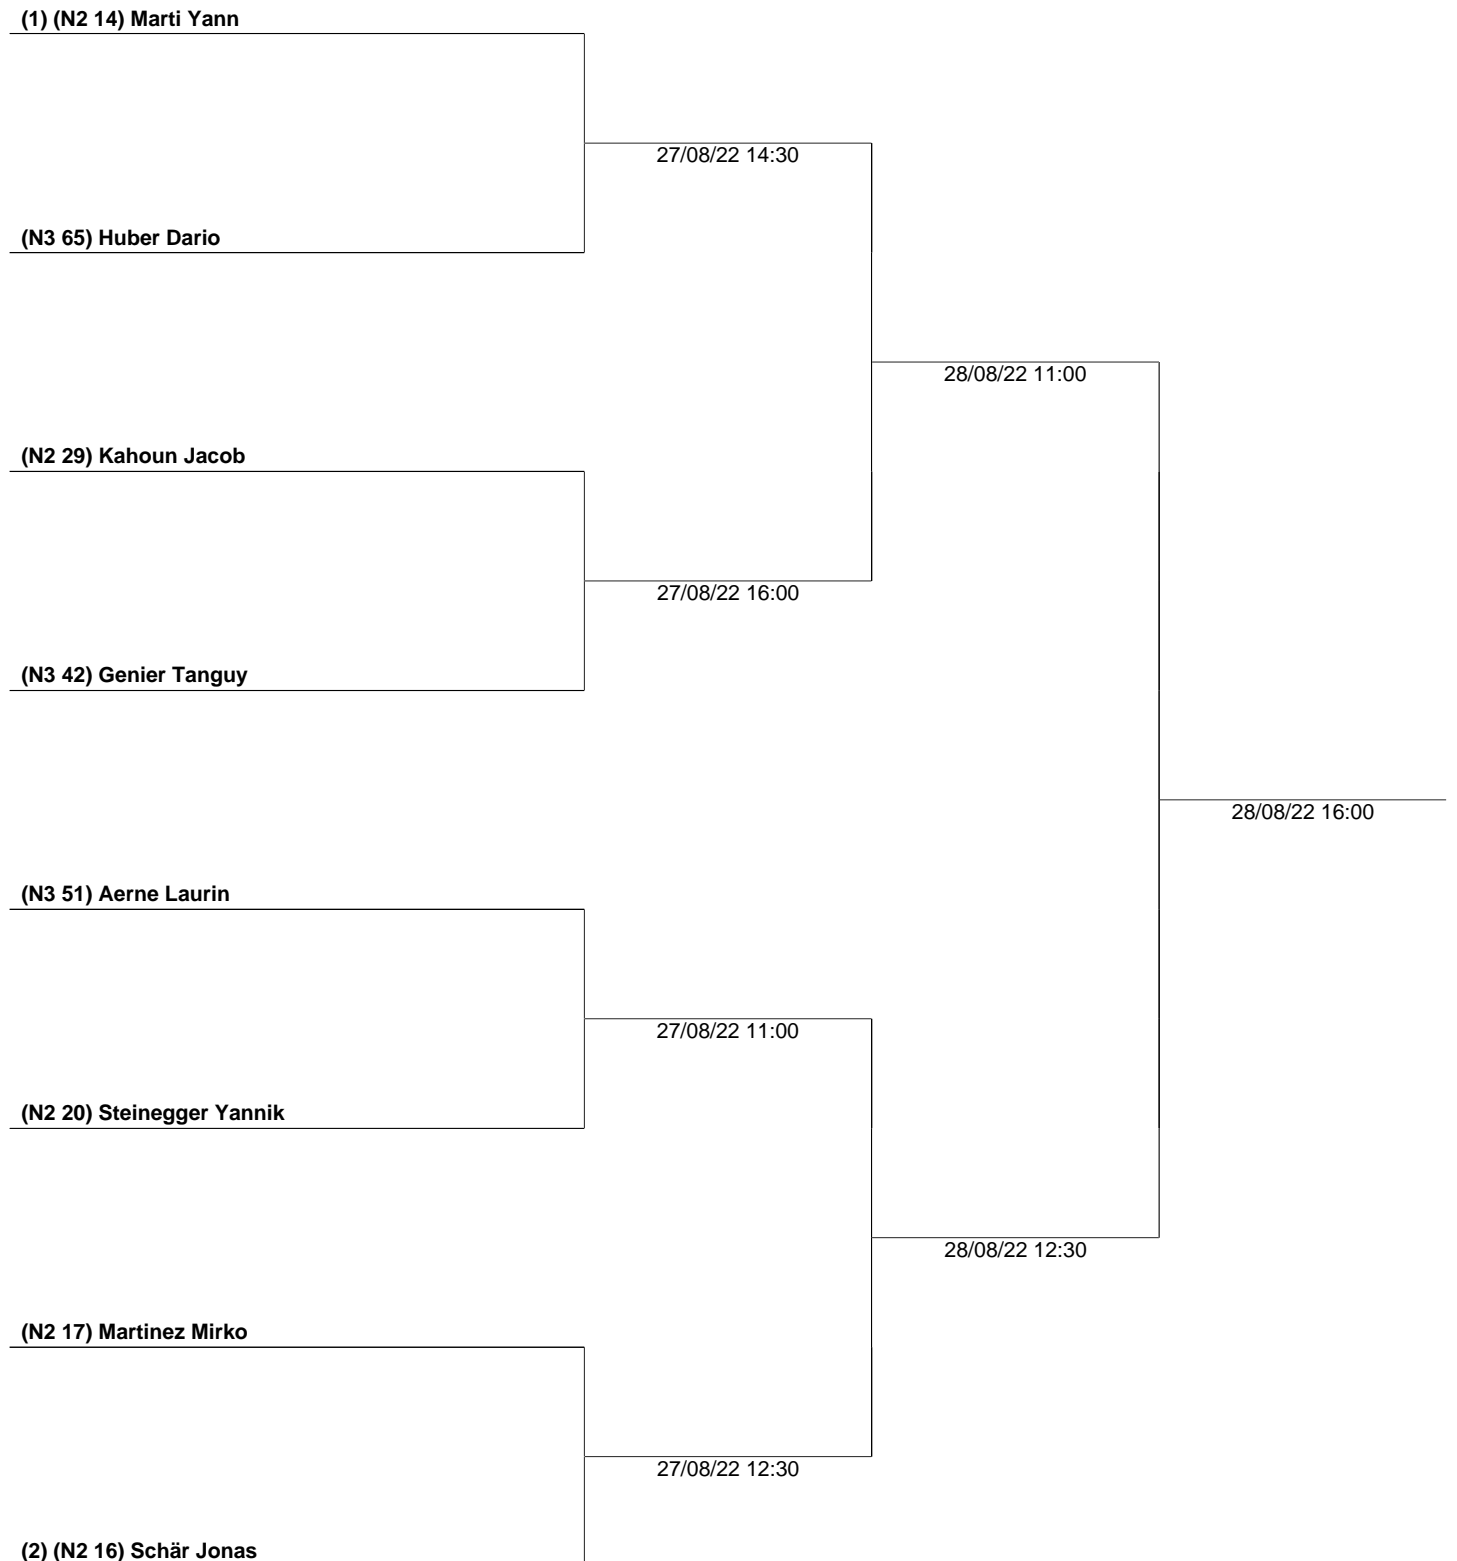 (1) (N2 14) Marti Yann
27/08/22 14:30
(N3 65) Huber Dario
28/08/22 11:00
(N2 29) Kahoun Jacob
27/08/22 16:00
(N3 42) Genier Tanguy
28/08/22 16:00
(N3 51) Aerne Laurin
27/08/22 11:00
(N2 20) Steinegger Yannik
28/08/22 12:30
(N2 17) Martinez Mirko
27/08/22 12:30
(2) (N2 16) Schär Jonas